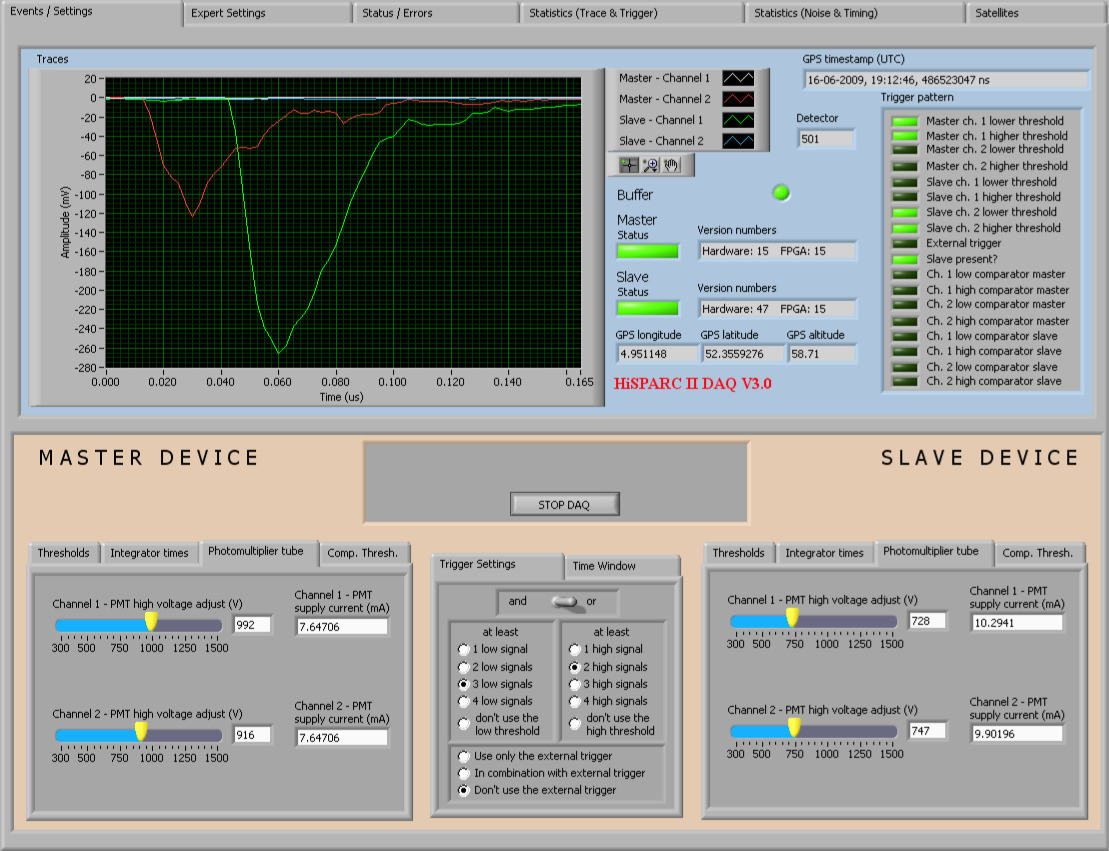 Events / Settings
Expert Settings
Status / Errors
Statistics (Trace & Trigger)
Statistics (Noise & Timing)
Satellites
Traces
20
0
-20
-40
-60
-80
-100
-120
-140
-160
-180
-200
-220
-240
-260
-280
Amplitude (mV)
0.000 0.020 0.040 0.060 0.080 0.100 0.120 0.140 0.165
Time (us)
Master - Channel 1
Master - Channel 2
Slave - Channel 1
Slave - Channel 2
GPS timestamp (UTC)
16-06-2009, 19:12:46, 486523047 ns
Detector
501
Buffer
Master
Status
Version numbers
Hardware: 15 FPGA: 15
Slave
Status
Version numbers
Hardware: 47 FPGA: 15
GPS longitude GPS latitude GPS altitude
4.951148 52.3559276 58.71
HiSPARC II DAQ V3.0
Trigger pattern
Master ch. 1 lower threshold
Master ch. 1 higher threshold
Master ch. 2 lower threshold
Master ch. 2 higher threshold
Slave ch. 1 lower threshold
Slave ch. 1 higher threshold
Slave ch. 2 lower threshold
Slave ch. 2 higher threshold
External trigger
Slave present?
Ch. 1 low comparator master
Ch. 1 high comparator master
Ch. 2 low comparator master
Ch. 2 high comparator master
Ch. 1 low comparator slave
Ch. 1 high comparator slave
Ch. 2 low comparator slave
Ch. 2 high comparator slave
MASTER DEVICE
STOP DAQ
SLAVE DEVICE
Thresholds
Integrator times
Photomultiplier tube
Comp. Thresh.
Channel 1 - PMT high voltage adjust (V)
992
300 500 750 1000 1250 1500
Channel 1 - PMT
supply current (mA)
7.64706
Channel 2 - PMT high voltage adjust (V)
916
300 500 750 1000 1250 1500
Channel 2 - PMT
supply current (mA)
7.64706
Trigger Settings
Time Window
and or
at least
1 low signal
2 low signals
3 low signals
4 low signals
don't use the
low threshold
at least
1 high signal
2 high signals
3 high signals
4 high signals
don't use the
high threshold
Use only the external trigger
In combination with external trigger
Don't use the external trigger
Thresholds
Integrator times
Photomultiplier tube
Comp. Thresh.
Channel 1 - PMT high voltage adjust (V)
728
300 500 750 1000 1250 1500
Channel 1 - PMT
supply current (mA)
10.2941
Channel 2 - PMT high voltage adjust (V)
747
300 500 750 1000 1250 1500
Channel 2 - PMT
supply current (mA)
9.90196